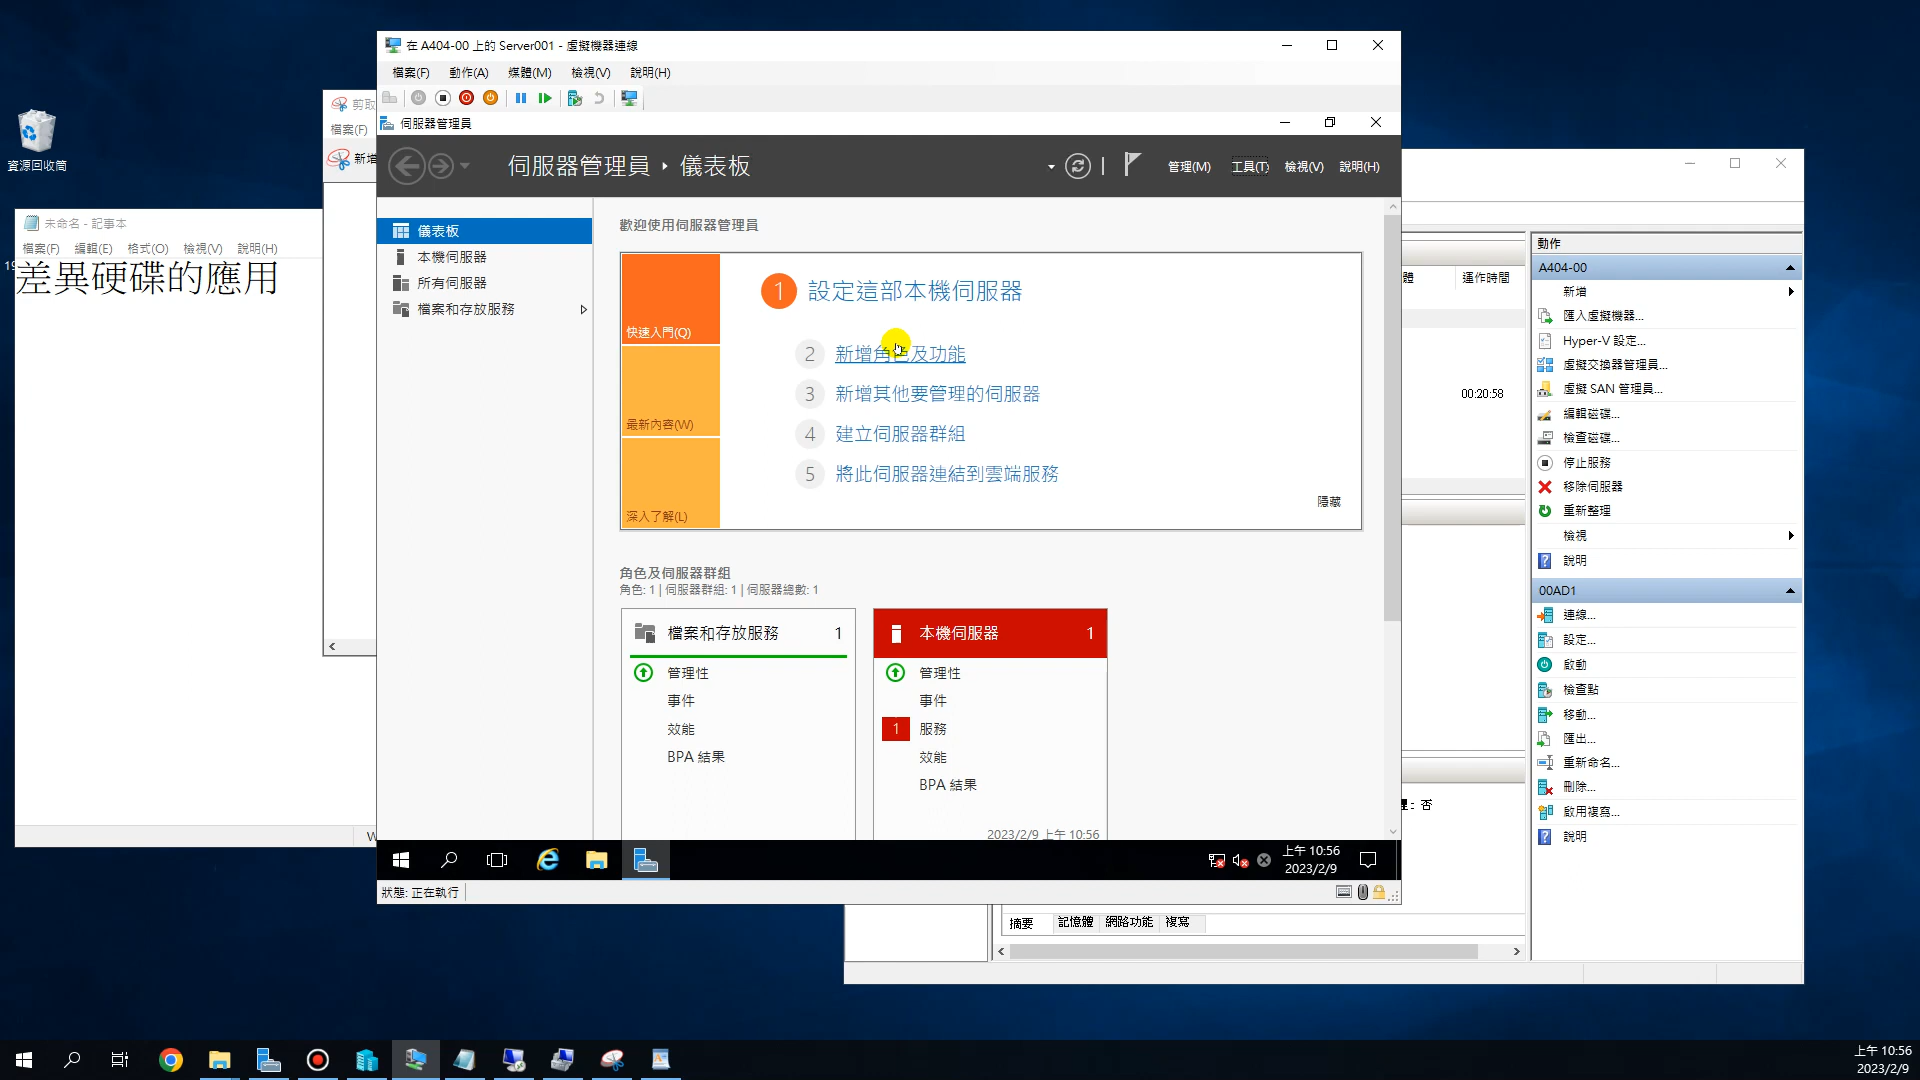 資源回收筒
未命名 - 記事本
檔案(F) 編輯(E) 格式(O) 檢視(V) 說明(H)
差異硬碟的應用
剪取
檔案(F)
新增
在 A404-00 上的 Server001 - 虛擬機器連線
檔案(F) 動作(A) 媒體(M) 檢視(V) 說明(H)
伺服器管理員
伺服器管理員 儀表板
管理(M) 工具(T) 檢視(V) 說明(H)
儀表板
本機伺服器
所有伺服器
檔案和存放服務
歡迎使用伺服器管理員
快速入門(Q)
最新內容(W)
深入了解(L)
1 設定這部本機伺服器
2 新增角色及功能
3 新增其他要管理的伺服器
4 建立伺服器群組
5 將此伺服器連結到雲端服務
隱藏
角色及伺服器群組
角色: 1 | 伺服器群組: 1 | 伺服器總數: 1
檔案和存放服務 1
管理性
事件
效能
BPA 結果
本機伺服器 1
管理性
事件
1 服務
效能
BPA 結果
2023/2/9 上午 10:56
上午 10:56
2023/2/9
狀態: 正在執行
體 運作時間
00:20:58
: 否
摘要 記憶體 網路功能 複寫
動作
A404-00
新增
匯入虛擬機器...
Hyper-V 設定...
虛擬交換器管理員...
虛擬 SAN 管理員...
編輯磁碟...
檢查磁碟...
停止服務
移除伺服器
重新整理
檢視
說明
00AD1
連線...
設定...
啟動
檢查點
移動...
匯出...
重新命名...
刪除...
啟用複寫...
說明
上午 10:56
2023/2/9